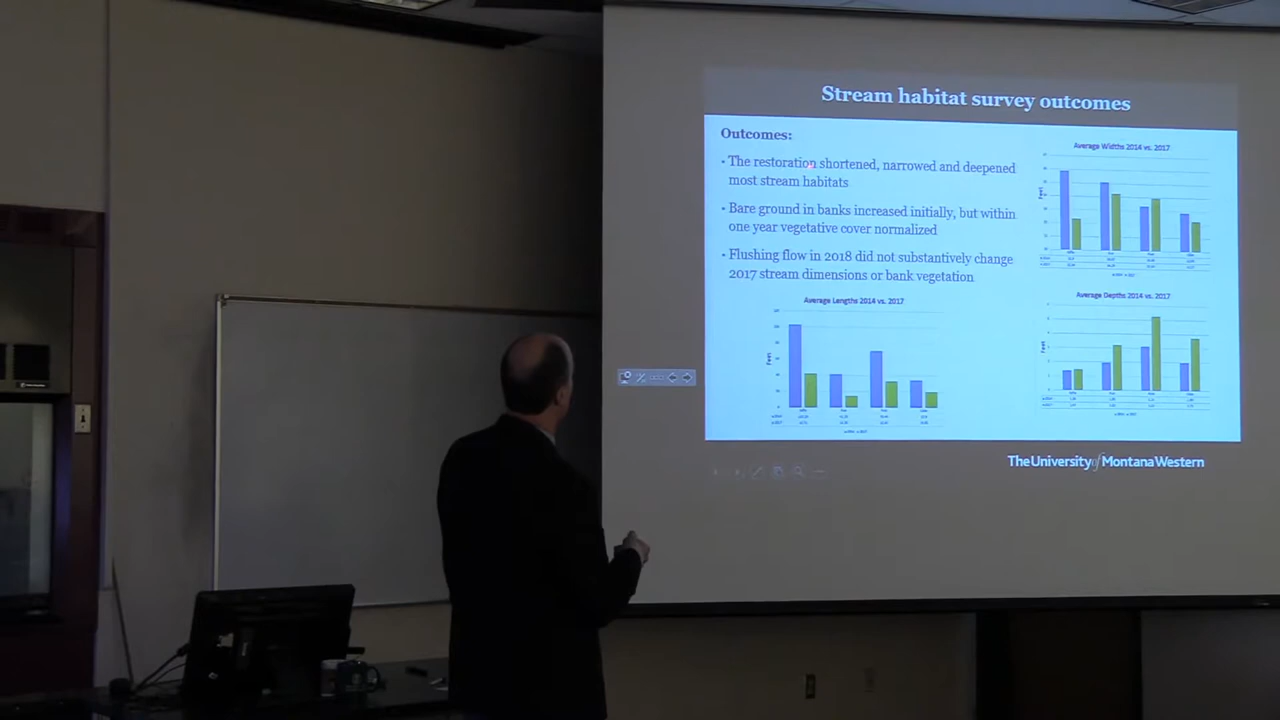 Stream habitat survey outcomes
Outcomes:
▪ The restoration shortened, narrowed and deepened
most stream habitats
▪ Bare ground in banks increased initially, but within
one year vegetative cover normalized
▪ Flushing flow in 2018 did not substantively change
2017 stream dimensions or bank vegetation
Average Widths 2014 vs. 2017
Feet
Average Lengths 2014 vs. 2017
Feet
Average Depths 2014 vs. 2017
Feet
The University of Montana Western